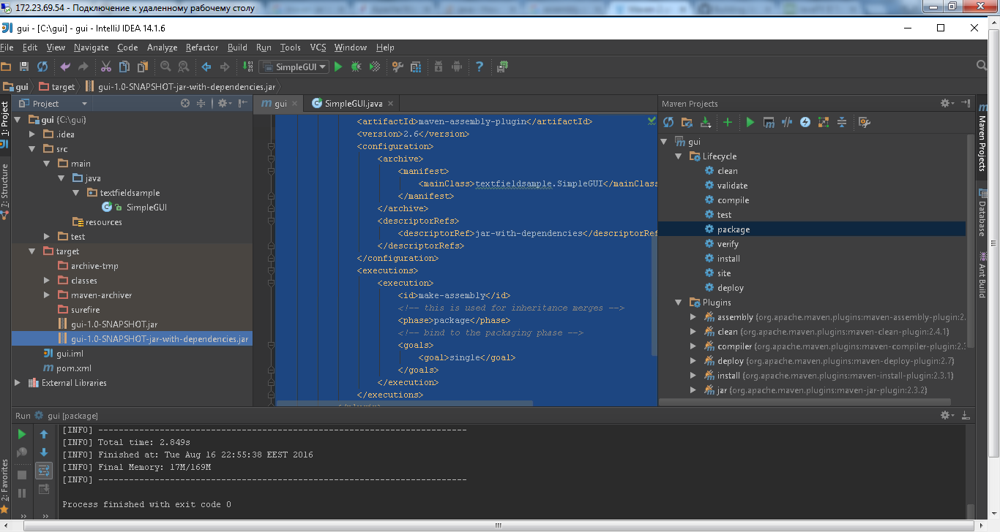 172.23.69.54 - Подключение к удаленному рабочему столу
gui - [C:\gui] - gui - IntelliJ IDEA 14.1.6
File Edit View Navigate Code Analyze Refactor Build Run Tools VCS Window Help
SimpleGUI
gui target gui-1.0-SNAPSHOT-jar-with-dependencies.jar
1: Project
7: Structure
2: Favorites
Project
gui (C:\gui)
.idea
src
main
java
textfieldsample
SimpleGUI
resources
test
target
archive-tmp
classes
maven-archiver
surefire
gui-1.0-SNAPSHOT.jar
gui-1.0-SNAPSHOT-jar-with-dependencies.jar
gui.iml
pom.xml
External Libraries
gui SimpleGUI.java
<artifactId>maven-assembly-plugin</artifactId>
<version>2.6</version>
<configuration>
<archive>
<manifest>
<mainClass>textfieldsample.SimpleGUI</mainClass
</manifest>
</archive>
<descriptorRefs>
<descriptorRef>jar-with-dependencies</descriptorRef
</descriptorRefs>
</configuration>
<executions>
<execution>
<id>make-assembly</id>
<!-- this is used for inheritance merges -->
<phase>package</phase>
<!-- bind to the packaging phase -->
<goals>
<goal>single</goal>
</goals>
</execution>
</executions>
</plugin>
Maven Projects
gui
Lifecycle
clean
validate
compile
test
package
verify
install
site
deploy
Plugins
assembly (org.apache.maven.plugins:maven-assembly-plugin:2.
clean (org.apache.maven.plugins:maven-clean-plugin:2.4.1)
compiler (org.apache.maven.plugins:maven-compiler-plugin:2.3
deploy (org.apache.maven.plugins:maven-deploy-plugin:2.7)
install (org.apache.maven.plugins:maven-install-plugin:2.3.1)
jar (org.apache.maven.plugins:maven-jar-plugin:2.3.2)
Maven Projects
Database
Ant Build
Run gui [package]
[INFO] ------------------------------------------------------------------------
[INFO] Total time: 2.849s
[INFO] Finished at: Tue Aug 16 22:55:38 EEST 2016
[INFO] Final Memory: 17M/169M
[INFO] ------------------------------------------------------------------------
Process finished with exit code 0